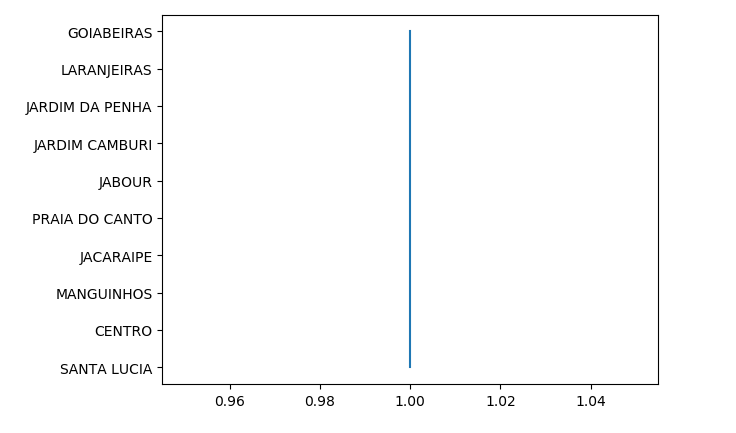 GOIABEIRAS
LARANJEIRAS
JARDIM DA PENHA
JARDIM CAMBURI
JABOUR
PRAIA DO CANTO
JACARAIPE
MANGUINHOS
CENTRO
SANTA LUCIA
0.96 0.98 1.00 1.02 1.04